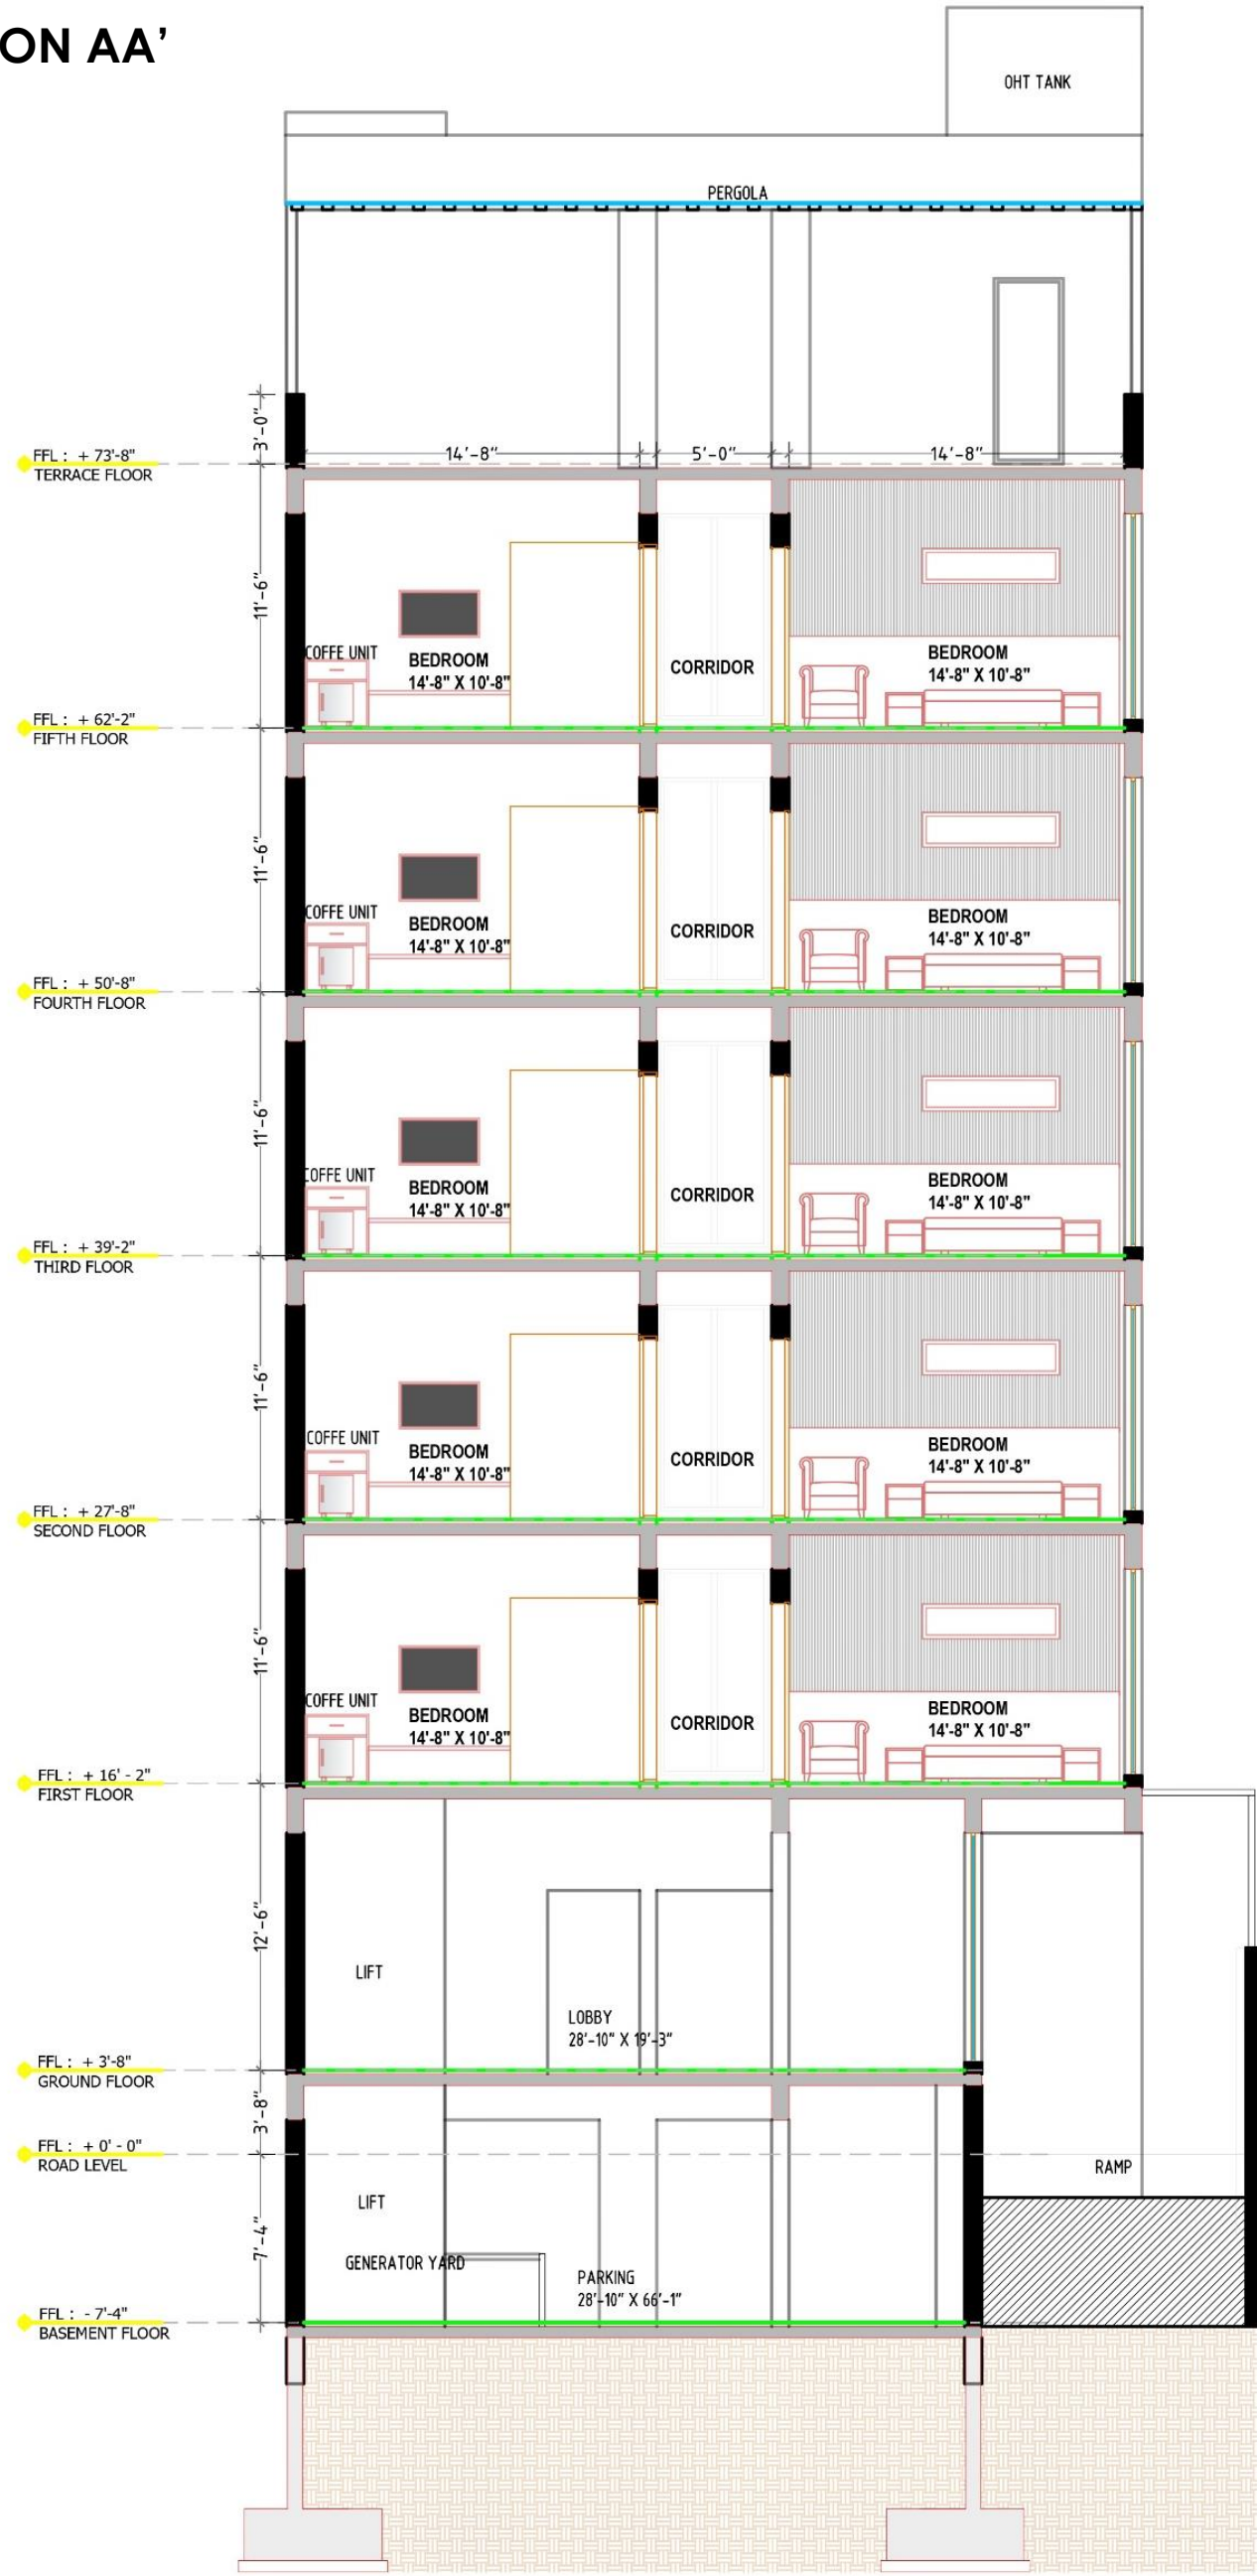 ON AA’
OHT TANK
PERGOLA
3'-0"
FFL : + 73'-8"
TERRACE FLOOR
14'-8"
5'-0"
14'-8"
11'-6"
COFFE UNIT
BEDROOM
14'-8" X 10'-8"
CORRIDOR
BEDROOM
14'-8" X 10'-8"
FFL : + 62'-2"
FIFTH FLOOR
11'-6"
COFFE UNIT
BEDROOM
14'-8" X 10'-8"
CORRIDOR
BEDROOM
14'-8" X 10'-8"
FFL : + 50'-8"
FOURTH FLOOR
11'-6"
COFFE UNIT
BEDROOM
14'-8" X 10'-8"
CORRIDOR
BEDROOM
14'-8" X 10'-8"
FFL : + 39'-2"
THIRD FLOOR
11'-6"
COFFE UNIT
BEDROOM
14'-8" X 10'-8"
CORRIDOR
BEDROOM
14'-8" X 10'-8"
FFL : + 27'-8"
SECOND FLOOR
11'-6"
COFFE UNIT
BEDROOM
14'-8" X 10'-8"
CORRIDOR
BEDROOM
14'-8" X 10'-8"
FFL : + 16' - 2"
FIRST FLOOR
12'-6"
LIFT
LOBBY
28'-10" X 19'-3"
FFL : + 3'-8"
GROUND FLOOR
3'-8"
FFL : + 0' - 0"
ROAD LEVEL
RAMP
LIFT
7'-4"
GENERATOR YARD
PARKING
28'-10" X 66'-1"
FFL : - 7'-4"
BASEMENT FLOOR